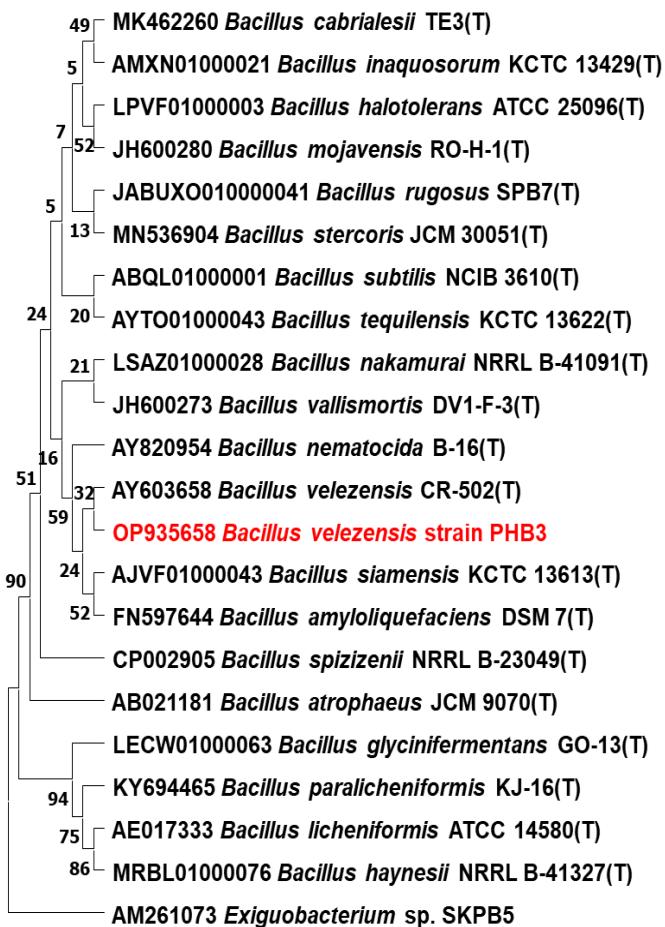 49
MK462260 Bacillus cabrialesii TE3(T)
5
AMXN01000021 Bacillus inaquosorum KCTC 13429(T)
LPVF01000003 Bacillus halotolerans ATCC 25096(T)
7
52
JH600280 Bacillus mojavensis RO-H-1(T)
JABUXO010000041 Bacillus rugosus SPB7(T)
5
13
MN536904 Bacillus stercoris JCM 30051(T)
ABQL01000001 Bacillus subtilis NCIB 3610(T)
24
20
AYTO01000043 Bacillus tequilensis KCTC 13622(T)
21
LSAZ01000028 Bacillus nakamurai NRRL B-41091(T)
JH600273 Bacillus vallismortis DV1-F-3(T)
AY820954 Bacillus nematocida B-16(T)
16
51
32
AY603658 Bacillus velezensis CR-502(T)
59
OP935658 Bacillus velezensis strain PHB3
24
AJVF01000043 Bacillus siamensis KCTC 13613(T)
90
52
FN597644 Bacillus amyloliquefaciens DSM 7(T)
CP002905 Bacillus spizizenii NRRL B-23049(T)
AB021181 Bacillus atrophaeus JCM 9070(T)
LECW01000063 Bacillus glycinifermentans GO-13(T)
94
KY694465 Bacillus paralicheniformis KJ-16(T)
75
AE017333 Bacillus licheniformis ATCC 14580(T)
86
MRBL01000076 Bacillus haynesii NRRL B-41327(T)
AM261073 Exiguobacterium sp. SKPB5